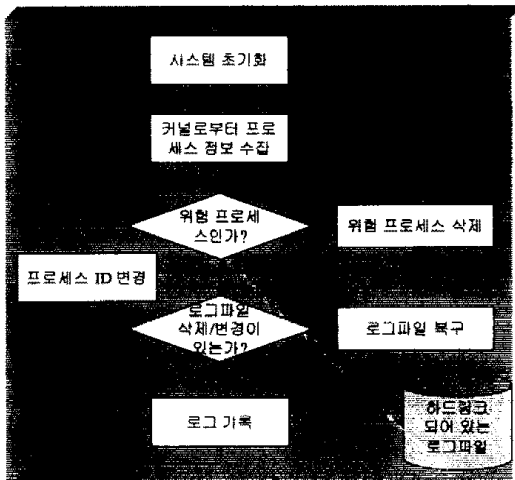 시스템 초기화
커널로부터 프로
세스 정보 수집
위험 프로세
스인가?
위험 프로세스 삭제
프로세스 ID 변경
로그파일
삭제/변경이
있는가?
로그파일 복구
로그 기록
하드링크
되어 있는
로그파일